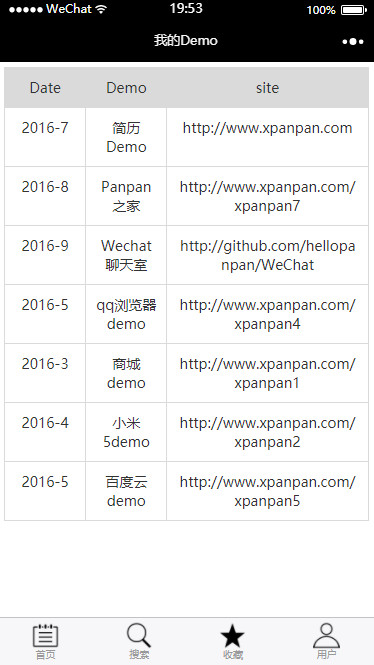 WeChat 19:53 100%
我的Demo
Date Demo site
2016-7 简历 http://www.xpanpan.com
Demo
2016-8 Panpan http://www.xpanpan.com/
之家 xpanpan7
2016-9 Wechat http://github.com/hellopa
聊天室 npan/WeChat
2016-5 qq浏览器 http://www.xpanpan.com/
demo xpanpan4
2016-3 商城 http://www.xpanpan.com/
demo xpanpan1
2016-4 小米 http://www.xpanpan.com/
5demo xpanpan2
2016-5 百度云 http://www.xpanpan.com/
demo xpanpan5
首页 搜索 收藏 用户